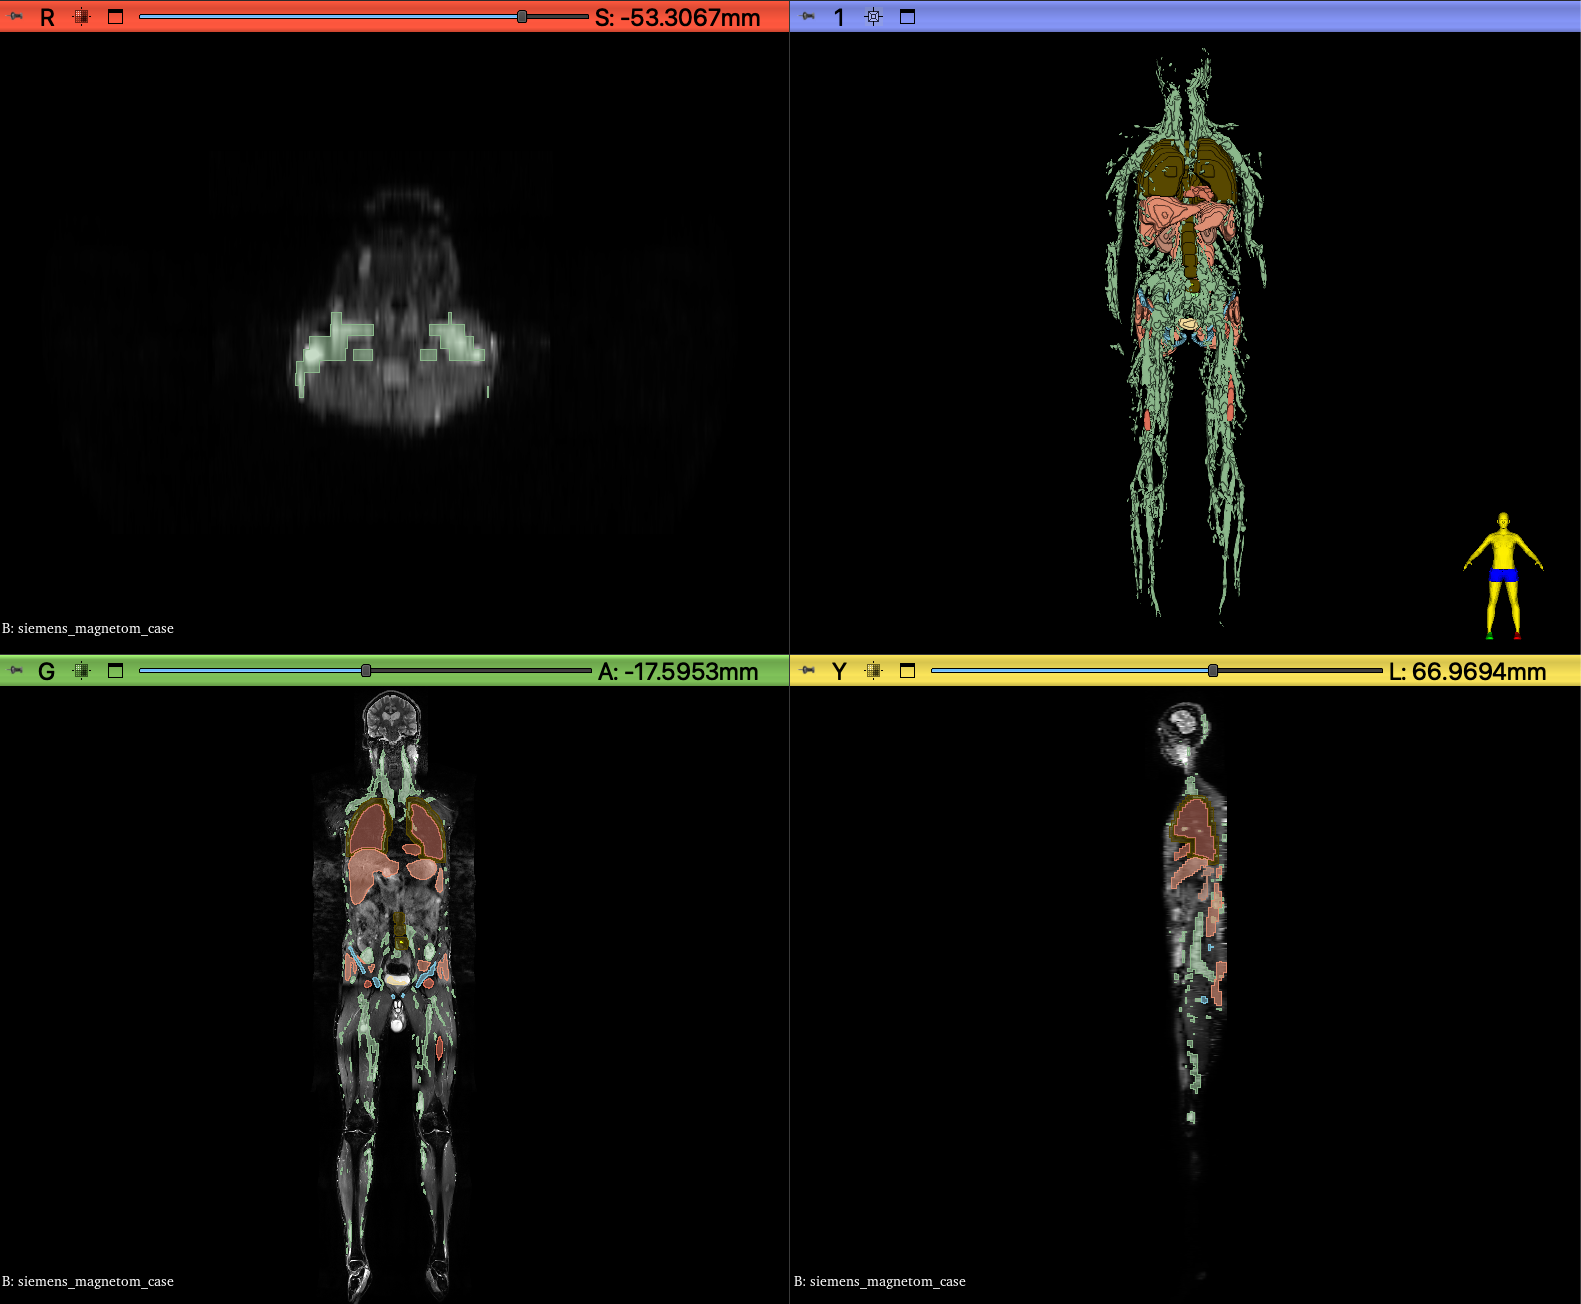 R S: -53.3067mm
1
B: siemens_magnetom_case
G A: -17.5953mm
Y L: 66.9694mm
B: siemens_magnetom_case
B: siemens_magnetom_case